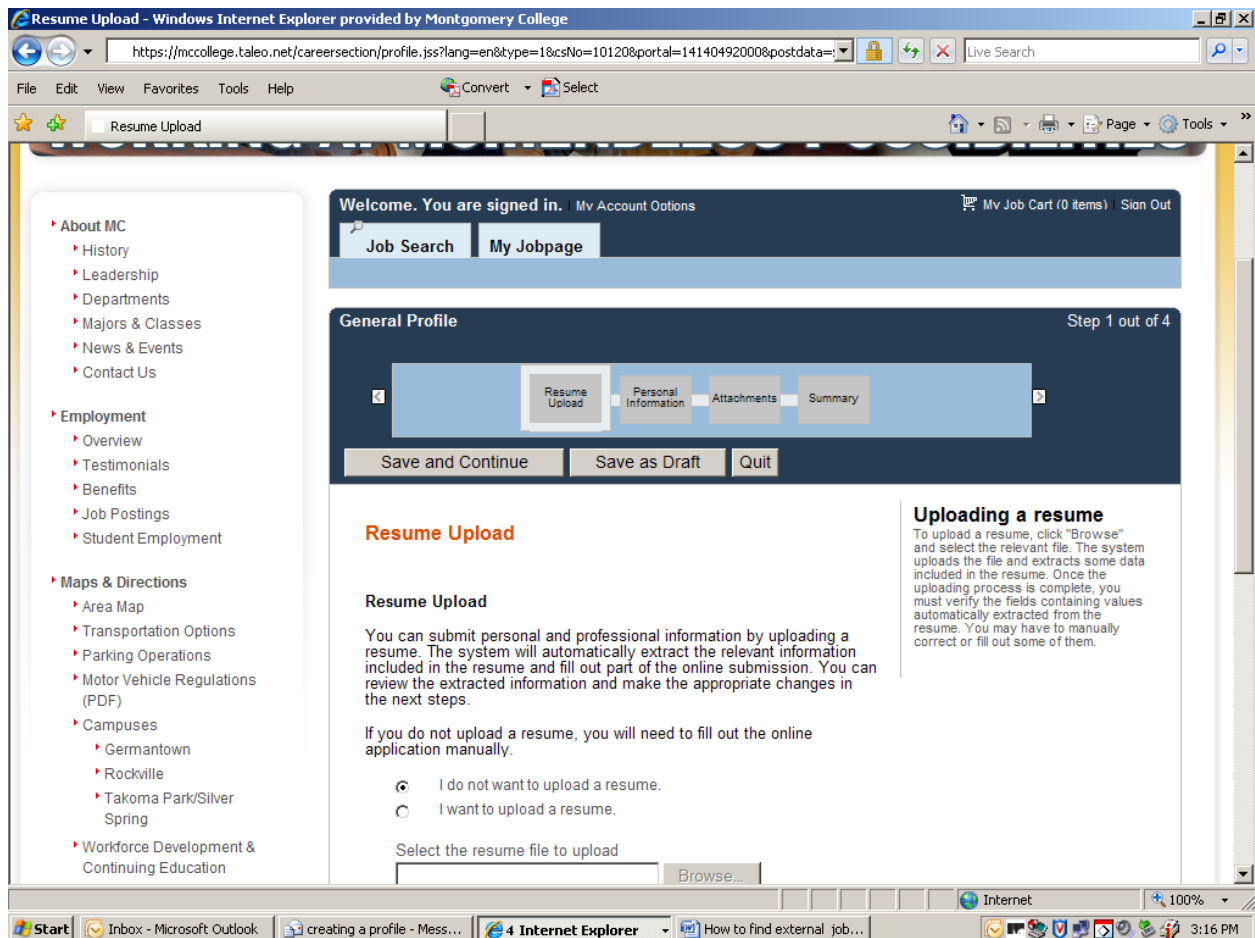 Resume Upload - Windows Internet Explorer provided by Montgomery College
https://mccollege.taleo.net/careersection/profile.jss?lang=en&type=1&csNo=10120&portal=14140492000&postdata=
Live Search
File Edit View Favorites Tools Help
Convert Select
Resume Upload
Page Tools
WORKING AT MC: ENDLESS POSSIBILITIES
Welcome. You are signed in. | My Account Options
My Job Cart (0 items) | Sign Out
Job Search My Jobpage
General Profile
Step 1 out of 4
Resume
Upload
Personal
Information
Attachments
Summary
Save and Continue Save as Draft Quit
About MC
History
Leadership
Departments
Majors & Classes
News & Events
Contact Us
Employment
Overview
Testimonials
Benefits
Job Postings
Student Employment
Maps & Directions
Area Map
Transportation Options
Parking Operations
Motor Vehicle Regulations
(PDF)
Campuses
Germantown
Rockville
Takoma Park/Silver
Spring
Workforce Development &
Continuing Education
Resume Upload
Resume Upload
You can submit personal and professional information by uploading a
resume. The system will automatically extract the relevant information
included in the resume and fill out part of the online submission. You can
review the extracted information and make the appropriate changes in
the next steps.
If you do not upload a resume, you will need to fill out the online
application manually.
I do not want to upload a resume.
I want to upload a resume.
Select the resume file to upload
Browse...
Uploading a resume
To upload a resume, click "Browse"
and select the relevant file. The system
uploads the file and extracts some data
included in the resume. Once the
uploading process is complete, you
must verify the fields containing values
automatically extracted from the
resume. You may have to manually
correct or fill out some of them.
Internet
100%
Start
Inbox - Microsoft Outlook
creating a profile - Mess...
4 Internet Explorer
How to find external job...
3:16 PM